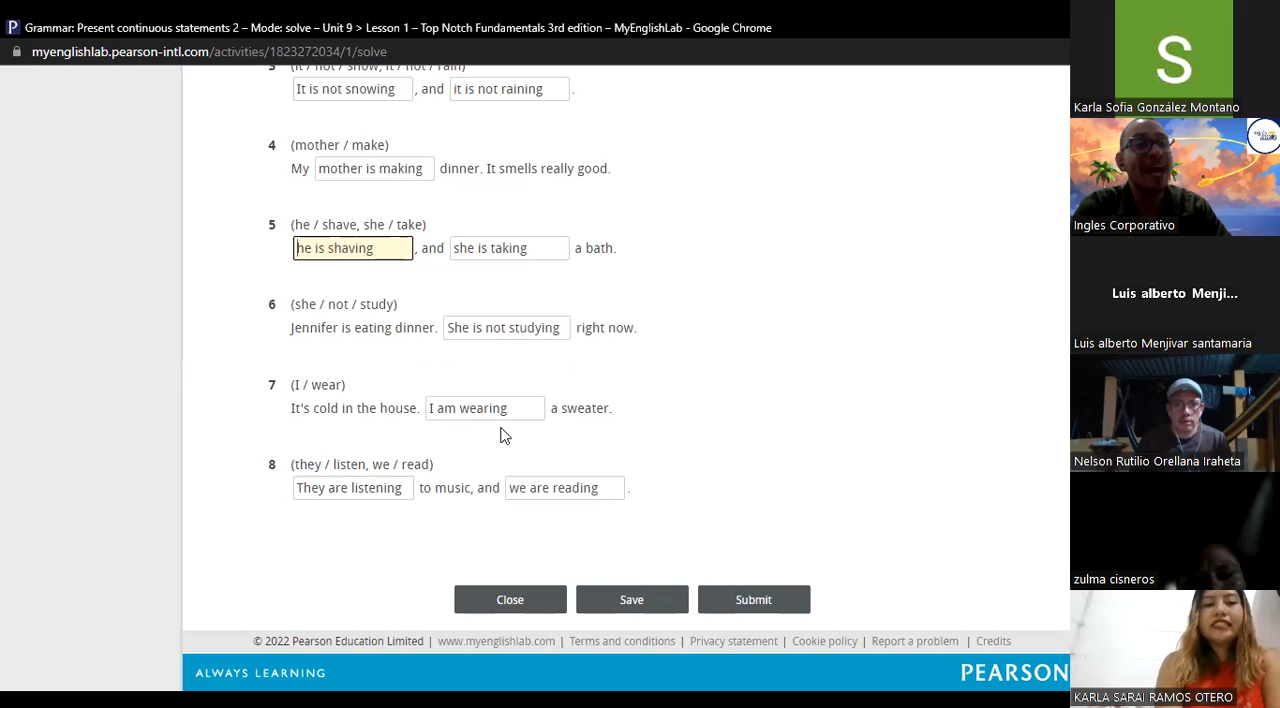 Grammar: Present continuous statements 2 – Mode: solve – Unit 9 > Lesson 1 – Top Notch Fundamentals 3rd edition – MyEnglishLab - Google Chrome
myenglishlab.pearson-intl.com/activities/1823272034/1/solve
3 (it / not / snow, it / not / rain)
It is not snowing , and it is not raining .
4 (mother / make)
My mother is making dinner. It smells really good.
5 (he / shave, she / take)
he is shaving , and she is taking a bath.
6 (she / not / study)
Jennifer is eating dinner. She is not studying right now.
7 (I / wear)
It's cold in the house. I am wearing a sweater.
8 (they / listen, we / read)
They are listening to music, and we are reading .
Close Save Submit
© 2022 Pearson Education Limited | www.myenglishlab.com | Terms and conditions | Privacy statement | Cookie policy | Report a problem | Credits
ALWAYS LEARNING PEARSON
S
Karla Sofia González Montano
Ingles Corporativo
Luis alberto Menji...
Luis alberto Menjivar santamaria
Nelson Rutilio Orellana Iraheta
zulma cisneros
KARLA SARAI RAMOS OTERO